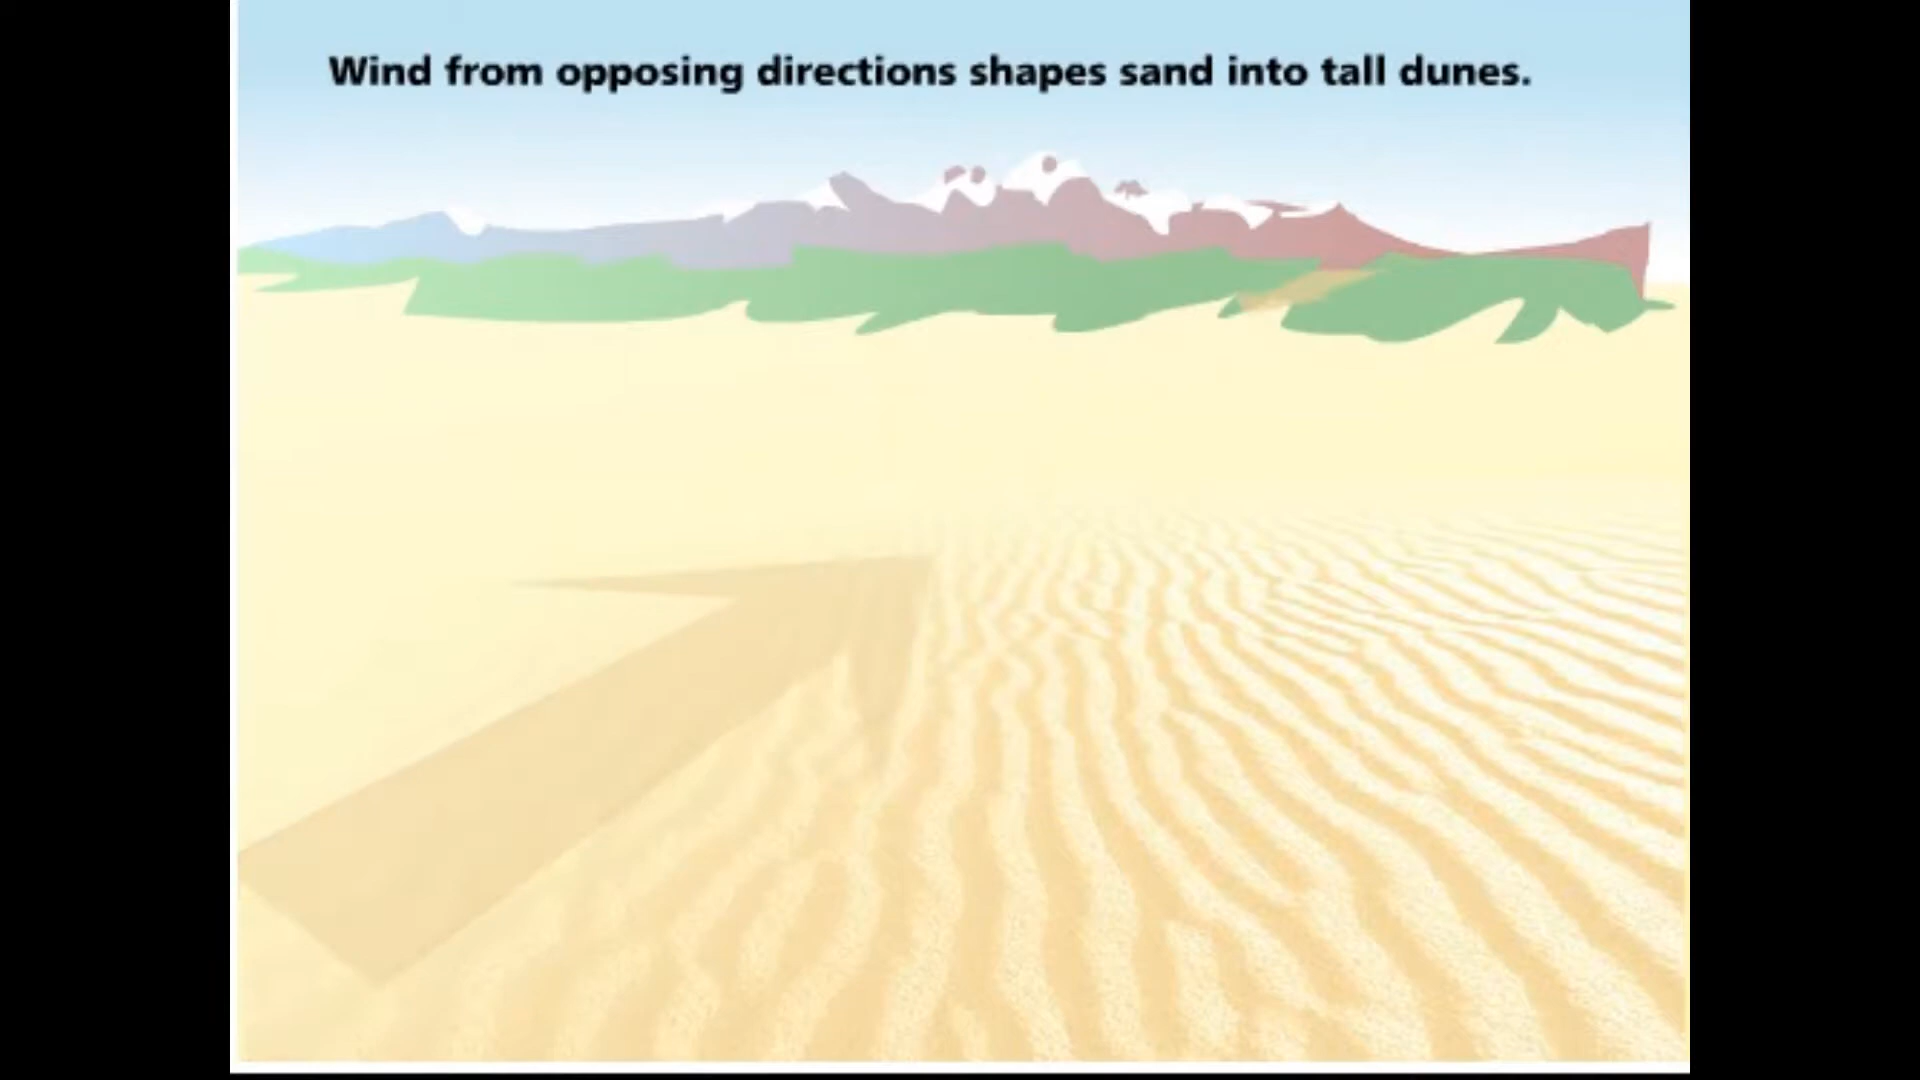 Wind from opposing directions shapes sand into tall dunes.